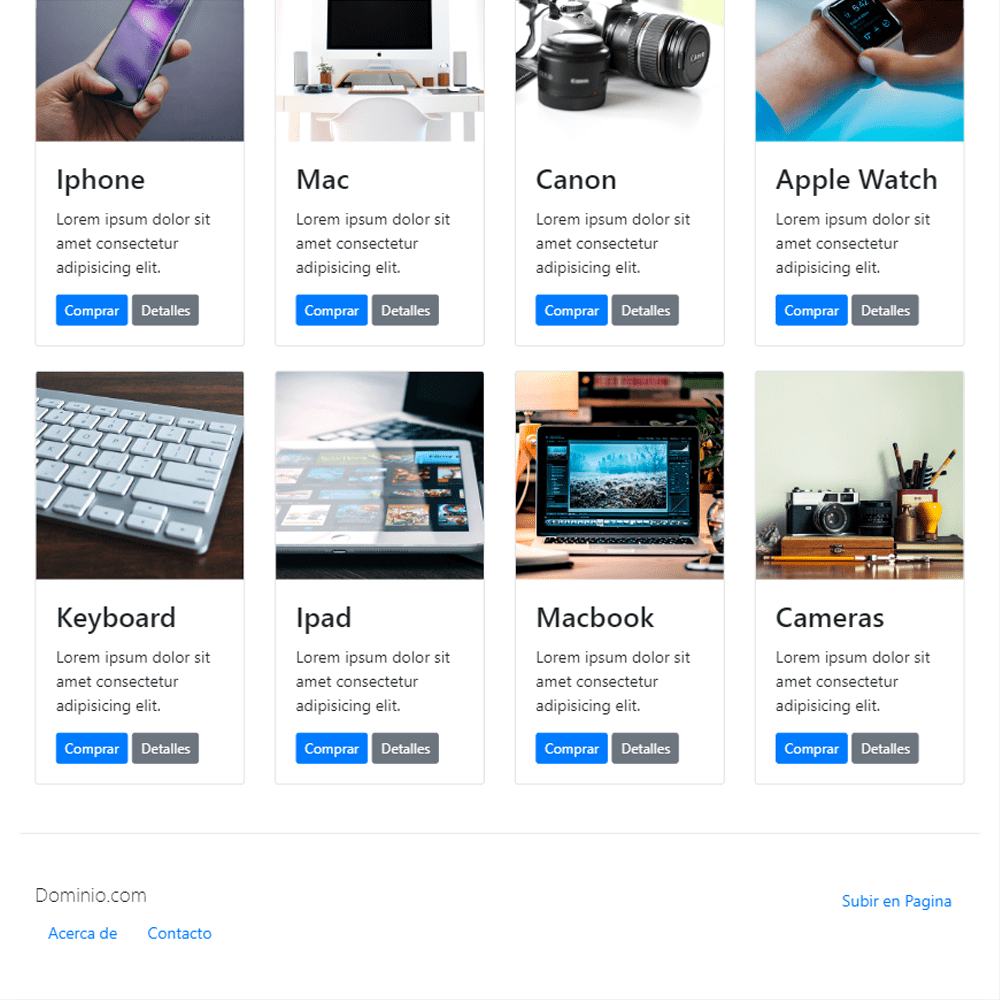 5:42
Canon
Canon
Iphone
Mac
Canon
Apple Watch
Lorem ipsum dolor sit
amet consectetur
adipisicing elit.
Lorem ipsum dolor sit
amet consectetur
adipisicing elit.
Lorem ipsum dolor sit
amet consectetur
adipisicing elit.
Lorem ipsum dolor sit
amet consectetur
adipisicing elit.
Comprar Detalles
Comprar Detalles
Comprar Detalles
Comprar Detalles
Keyboard
Ipad
Macbook
Cameras
Lorem ipsum dolor sit
amet consectetur
adipisicing elit.
Lorem ipsum dolor sit
amet consectetur
adipisicing elit.
Lorem ipsum dolor sit
amet consectetur
adipisicing elit.
Lorem ipsum dolor sit
amet consectetur
adipisicing elit.
Comprar Detalles
Comprar Detalles
Comprar Detalles
Comprar Detalles
Dominio.com
Subir en Pagina
Acerca de Contacto